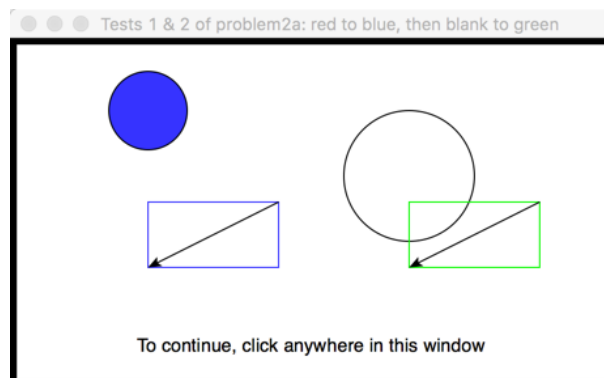 Tests 1 & 2 of problem2a: red to blue, then blank to green
To continue, click anywhere in this window